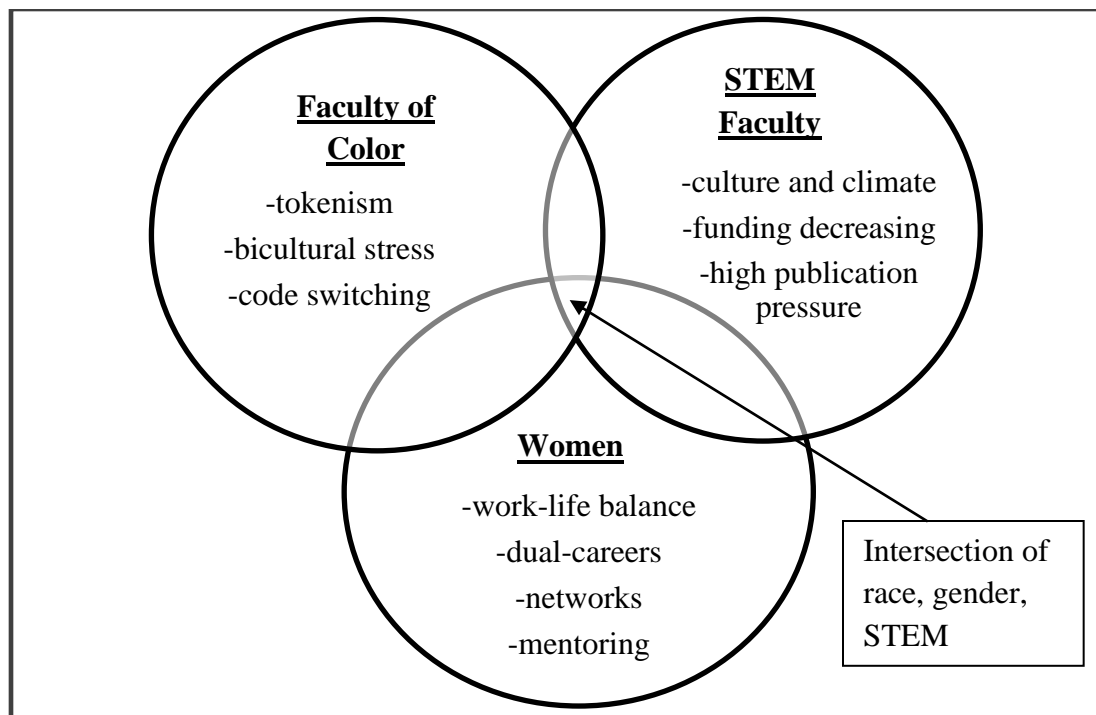 Faculty of
Color
-tokenism
-bicultural stress
-code switching
STEM
Faculty
-culture and climate
-funding decreasing
-high publication
pressure
Women
-work-life balance
-dual-careers
-networks
-mentoring
Intersection of
race, gender,
STEM